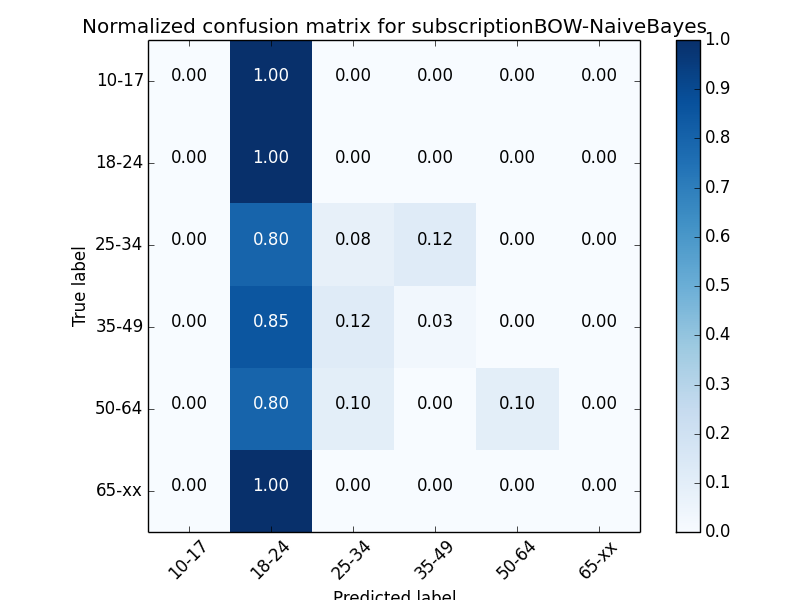 Normalized confusion matrix for subscriptionBOW-NaiveBayes
10-17 0.00 1.00 0.00 0.00 0.00 0.00
18-24 0.00 1.00 0.00 0.00 0.00 0.00
25-34 0.00 0.80 0.08 0.12 0.00 0.00
35-49 0.00 0.85 0.12 0.03 0.00 0.00
50-64 0.00 0.80 0.10 0.00 0.10 0.00
65-xx 0.00 1.00 0.00 0.00 0.00 0.00
True label
10-17 18-24 25-34 35-49 50-64 65-xx
Predicted label
1.0
0.9
0.8
0.7
0.6
0.5
0.4
0.3
0.2
0.1
0.0